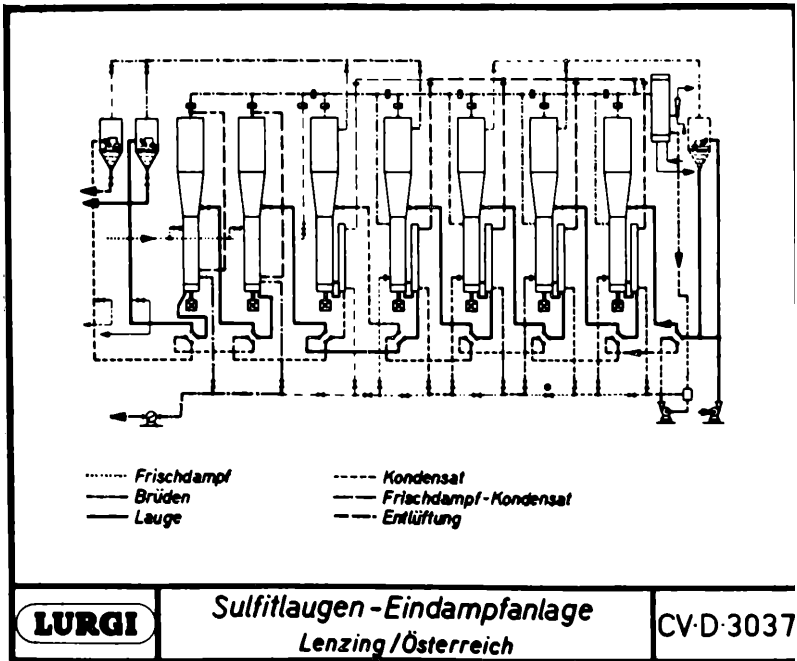 Frischdampf
Brüden
Lauge
Kondensat
Frischdampf-Kondensat
Entlüftung
LURGI
Sulfitlaugen-Eindampfanlage
Lenzing/Österreich
CV·D·3037